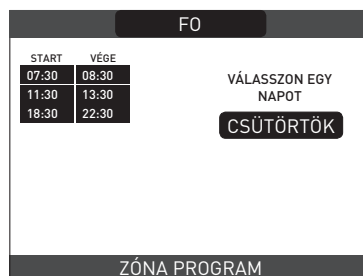 FO
START VÉGE
07:30 08:30
11:30 13:30
18:30 22:30
VÁLASSZON EGY
NAPOT
CSÜTÖRTÖK
ZÓNA PROGRAM